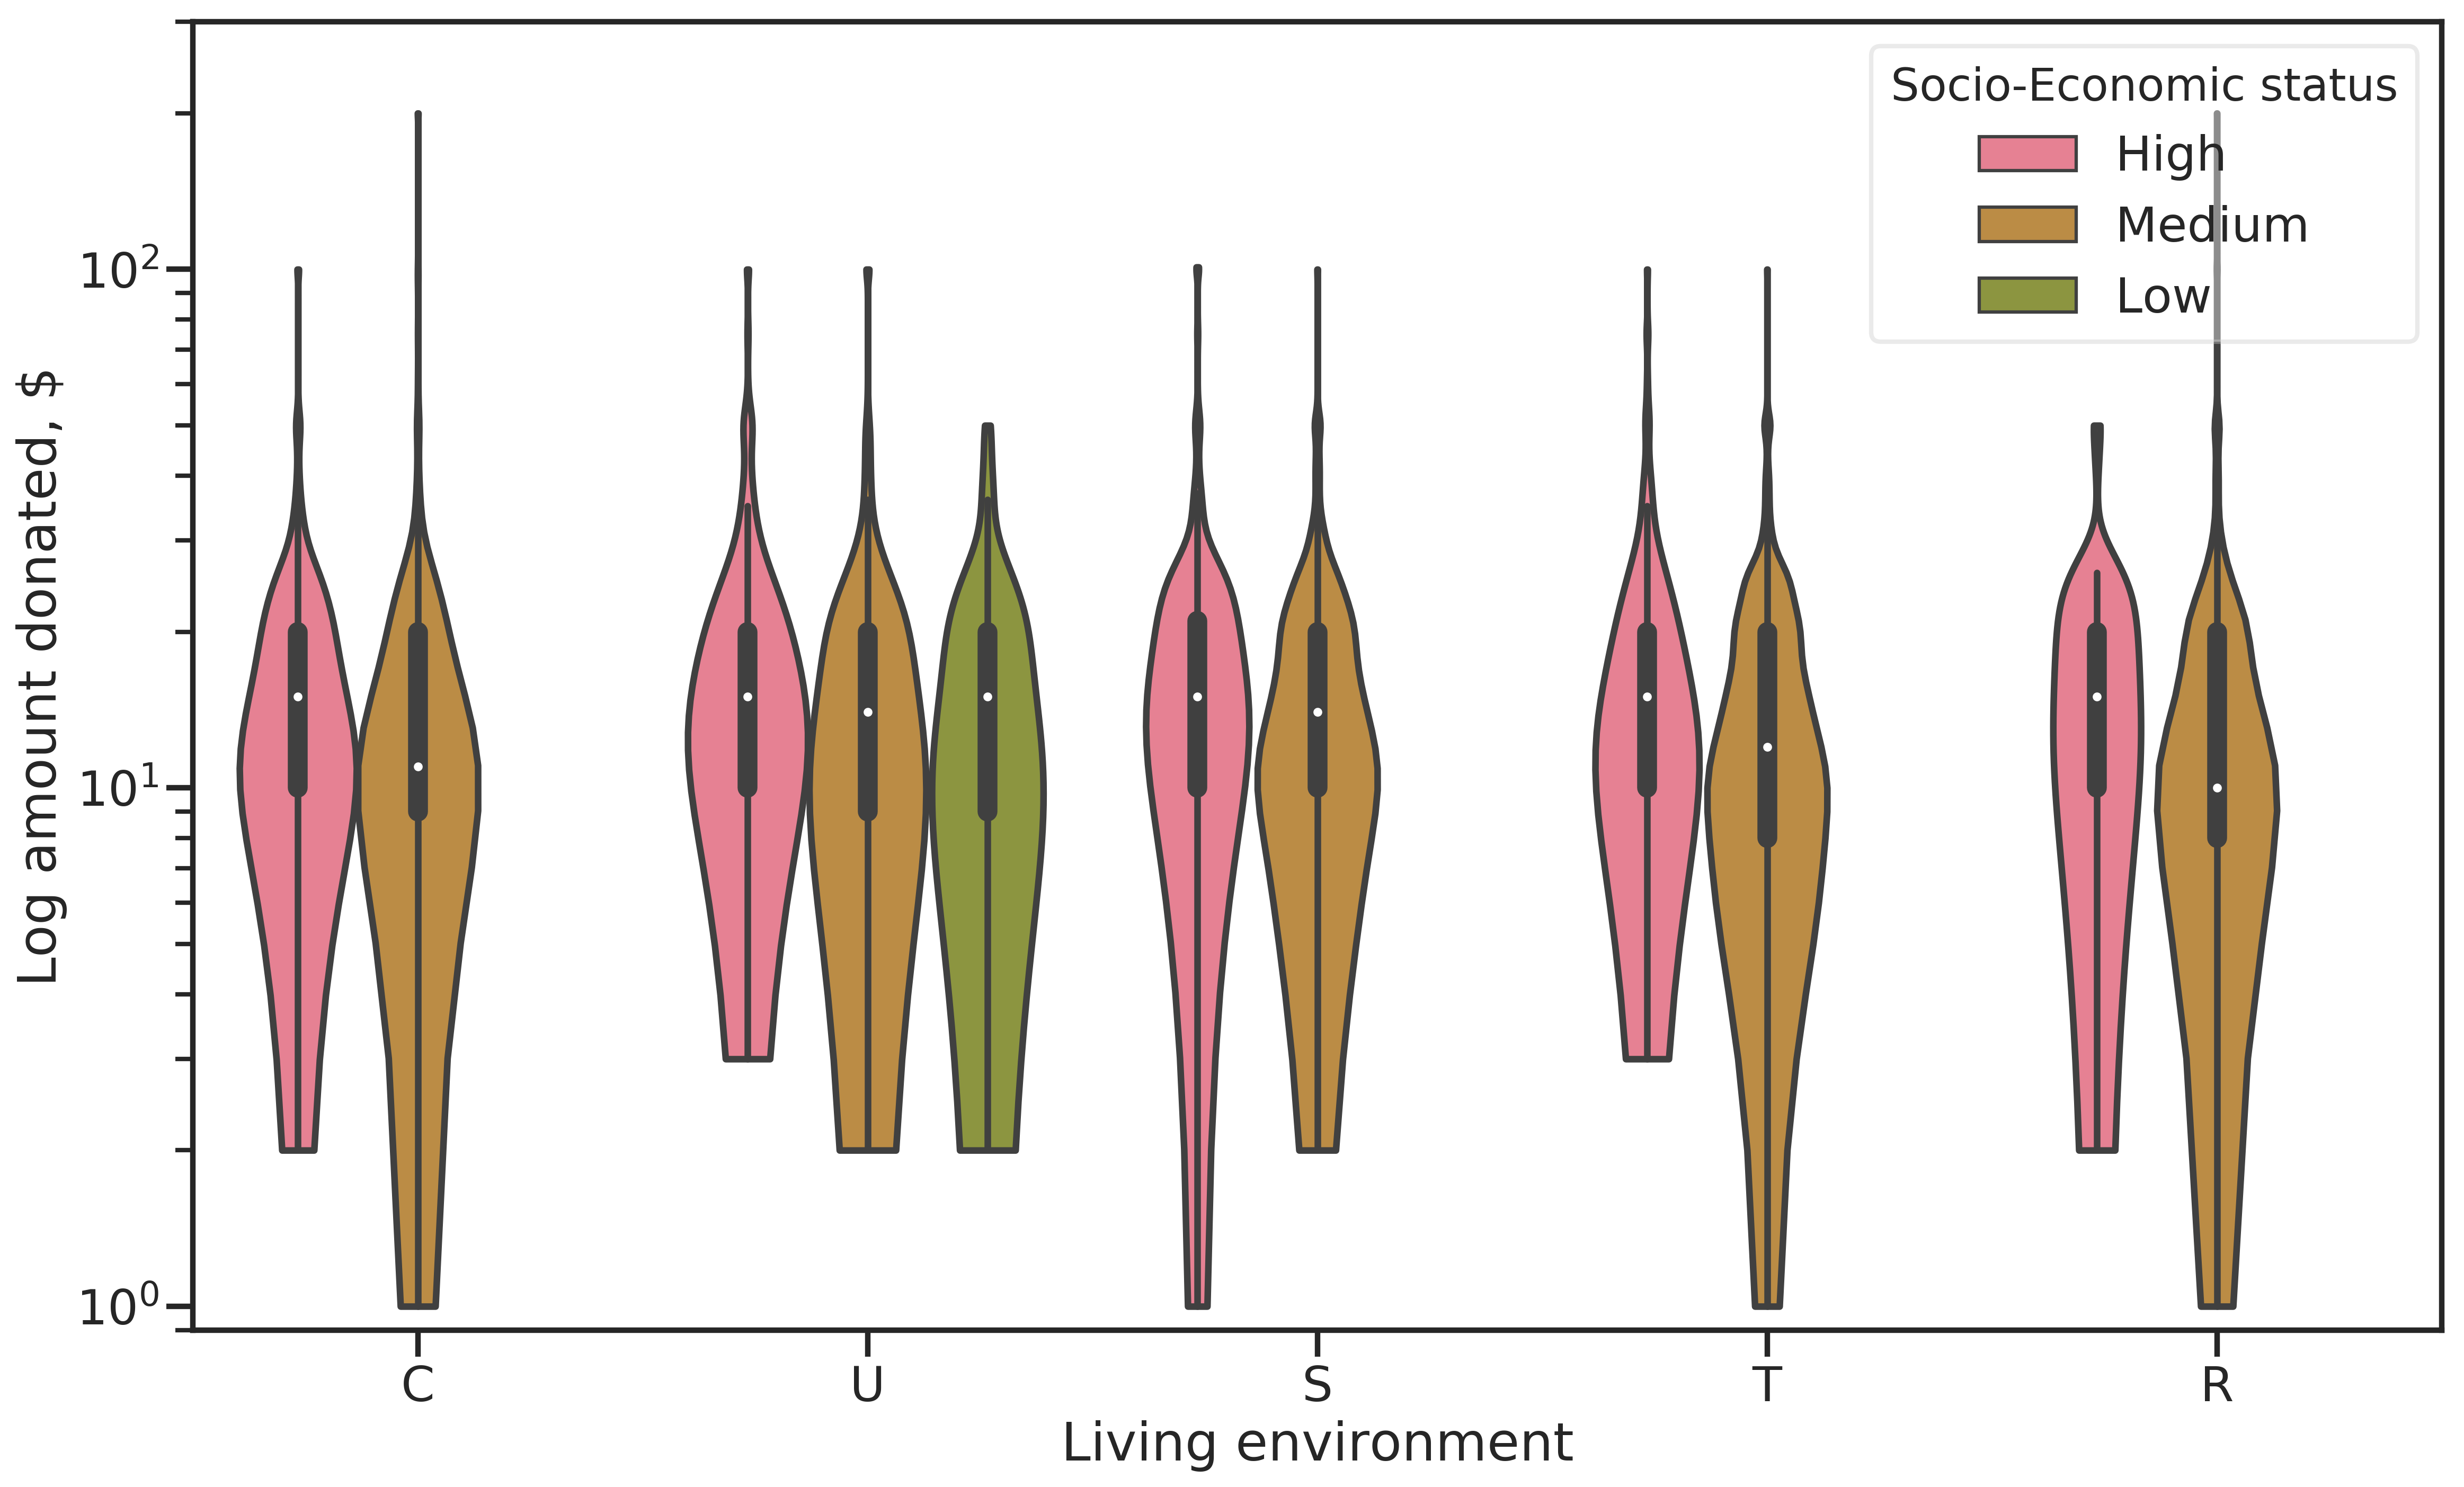 Socio-Economic status
High
Medium
Low
Log amount donated, $
10²
10¹
10⁰
C U S T R
Living environment